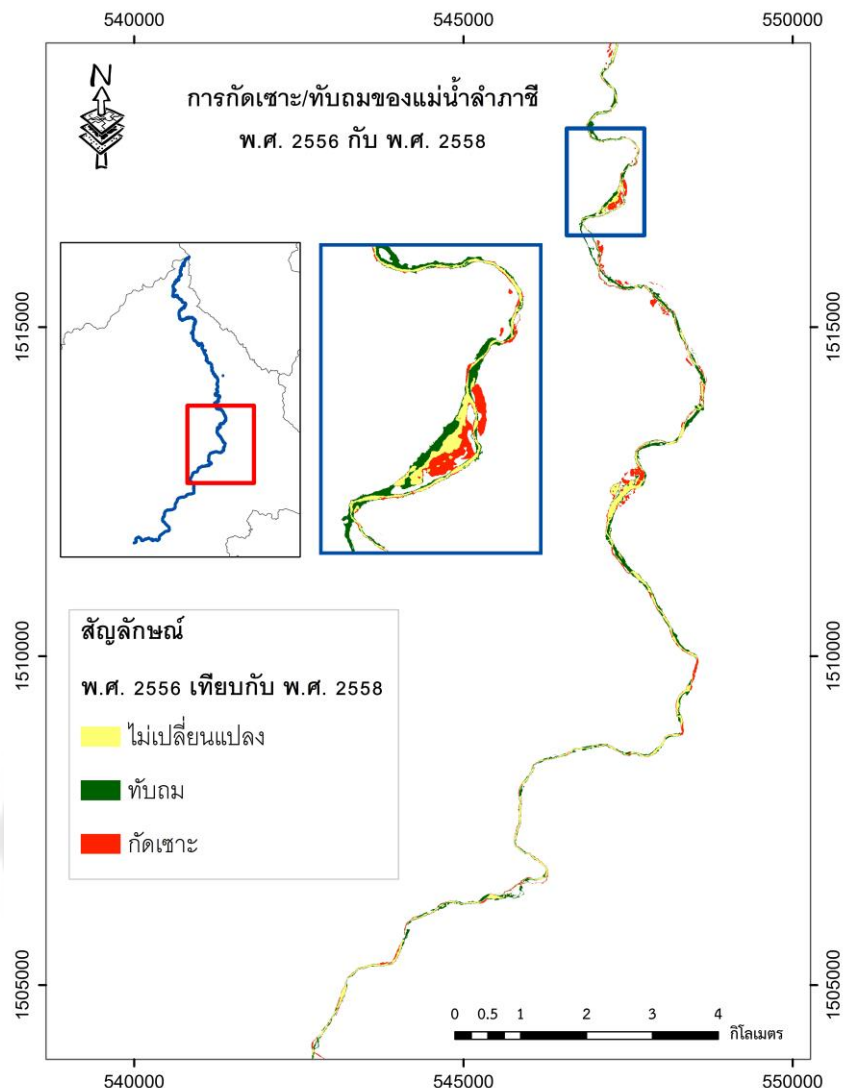 540000 545000 550000
N
การกัดเซาะ/ทับถมของแม่น้ำลำภาชี
พ.ศ. 2556 กับ พ.ศ. 2558
1515000 1515000
1510000 1510000
สัญลักษณ์
พ.ศ. 2556 เทียบกับ พ.ศ. 2558
ไม่เปลี่ยนแปลง
ทับถม
กัดเซาะ
1505000 1505000
0 0.5 1 2 3 4
กิโลเมตร
540000 545000 550000